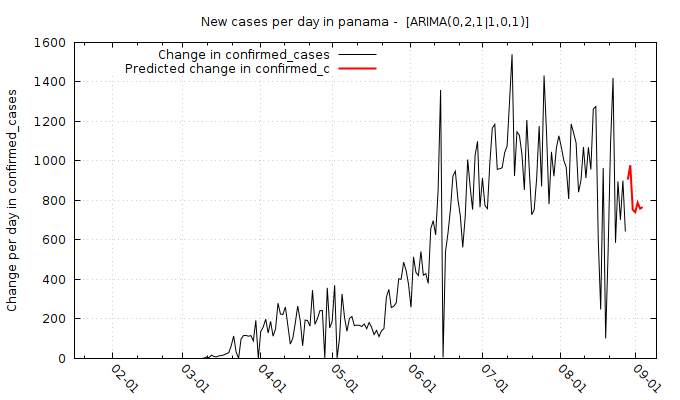 New cases per day in panama -  [ARIMA(0,2,1|1,0,1)]
Change in confirmed_cases
Predicted change in confirmed_c
Change per day in confirmed_cases
1600
1400
1200
1000
800
600
400
200
0
02-01 03-01 04-01 05-01 06-01 07-01 08-01 09-01